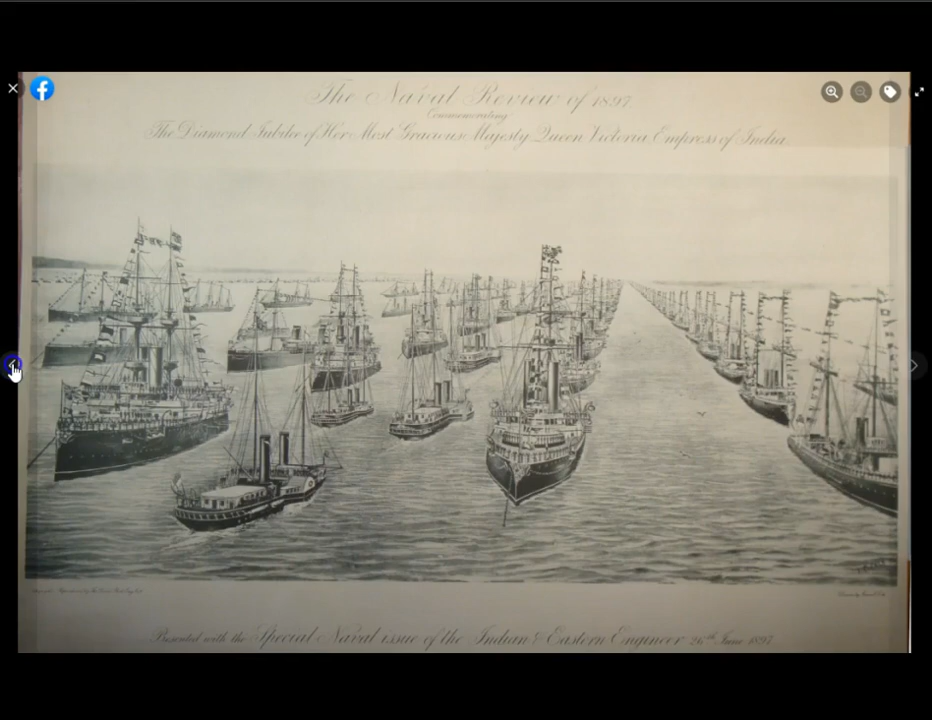 The Naval Review of 1897.
Commemorating
The Diamond Jubilee of Her Most Gracious Majesty Queen Victoria Empress of India.
Presented with the Special Naval issue of the Indian & Eastern Engineer 26th June 1897